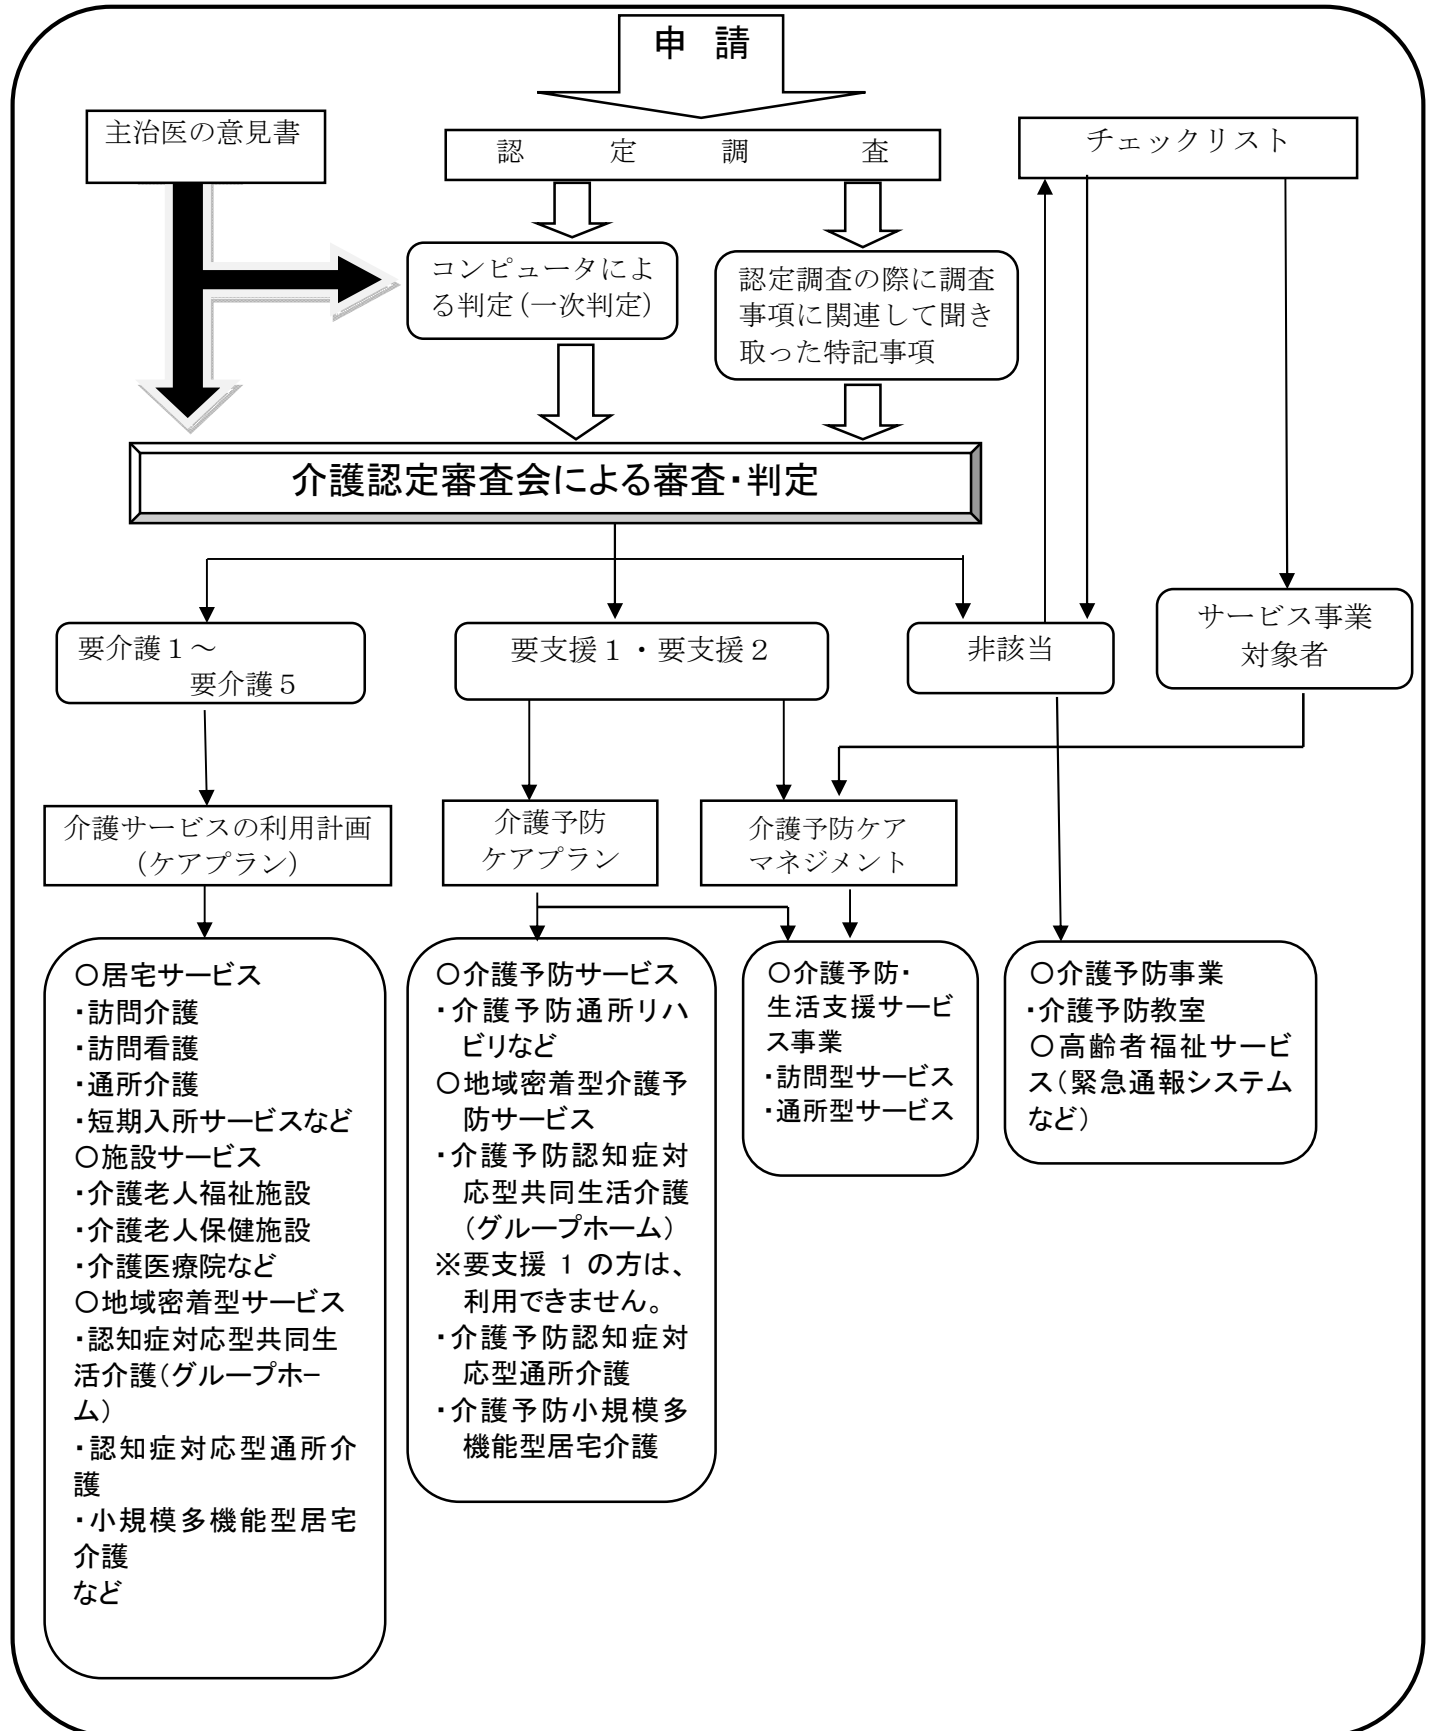 申 請
主治医の意見書
認 定 調 査
チェックリスト
コンピュータによ
る判定(一次判定)
認定調査の際に調査
事項に関連して聞き
取った特記事項
介護認定審査会による審査・判定
要介護1～
要介護5
要支援1・要支援2
非該当
サービス事業
対象者
介護サービスの利用計画
(ケアプラン)
介護予防
ケアプラン
介護予防ケア
マネジメント
○居宅サービス
・訪問介護
・訪問看護
・通所介護
・短期入所サービスなど
○施設サービス
・介護老人福祉施設
・介護老人保健施設
・介護医療院など
○地域密着型サービス
・認知症対応型共同生
活介護(グループホー
ム)
・認知症対応型通所介
護
・小規模多機能型居宅
介護
など
○介護予防サービス
・介護予防通所リハ
ビリなど
○地域密着型介護予
防サービス
・介護予防認知症対
応型共同生活介護
(グループホーム)
※要支援 1 の方は、
利用できません。
・介護予防認知症対
応型通所介護
・介護予防小規模多
機能型居宅介護
○介護予防・
生活支援サービ
ス事業
・訪問型サービス
・通所型サービス
○介護予防事業
・介護予防教室
○高齢者福祉サービ
ス(緊急通報システム
など)